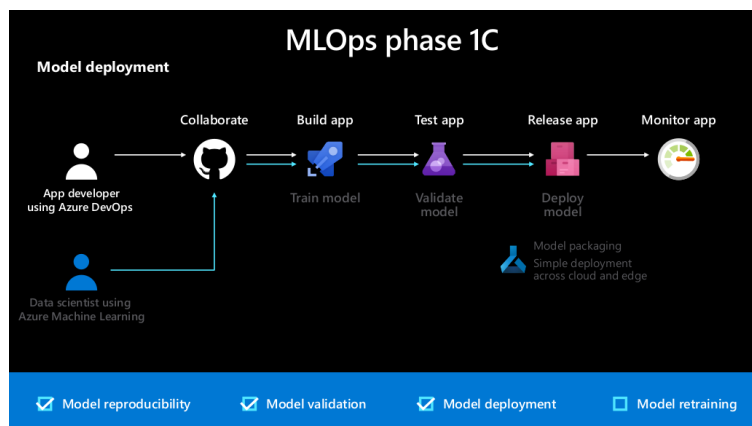 MLOps phase 1C
Model deployment
Collaborate
Build app
Test app
Release app
Monitor app
App developer
using Azure DevOps
Train model
Validate
model
Deploy
model
Model packaging
Simple deployment
across cloud and edge
Data scientist using
Azure Machine Learning
Model reproducibility
Model validation
Model deployment
Model retraining